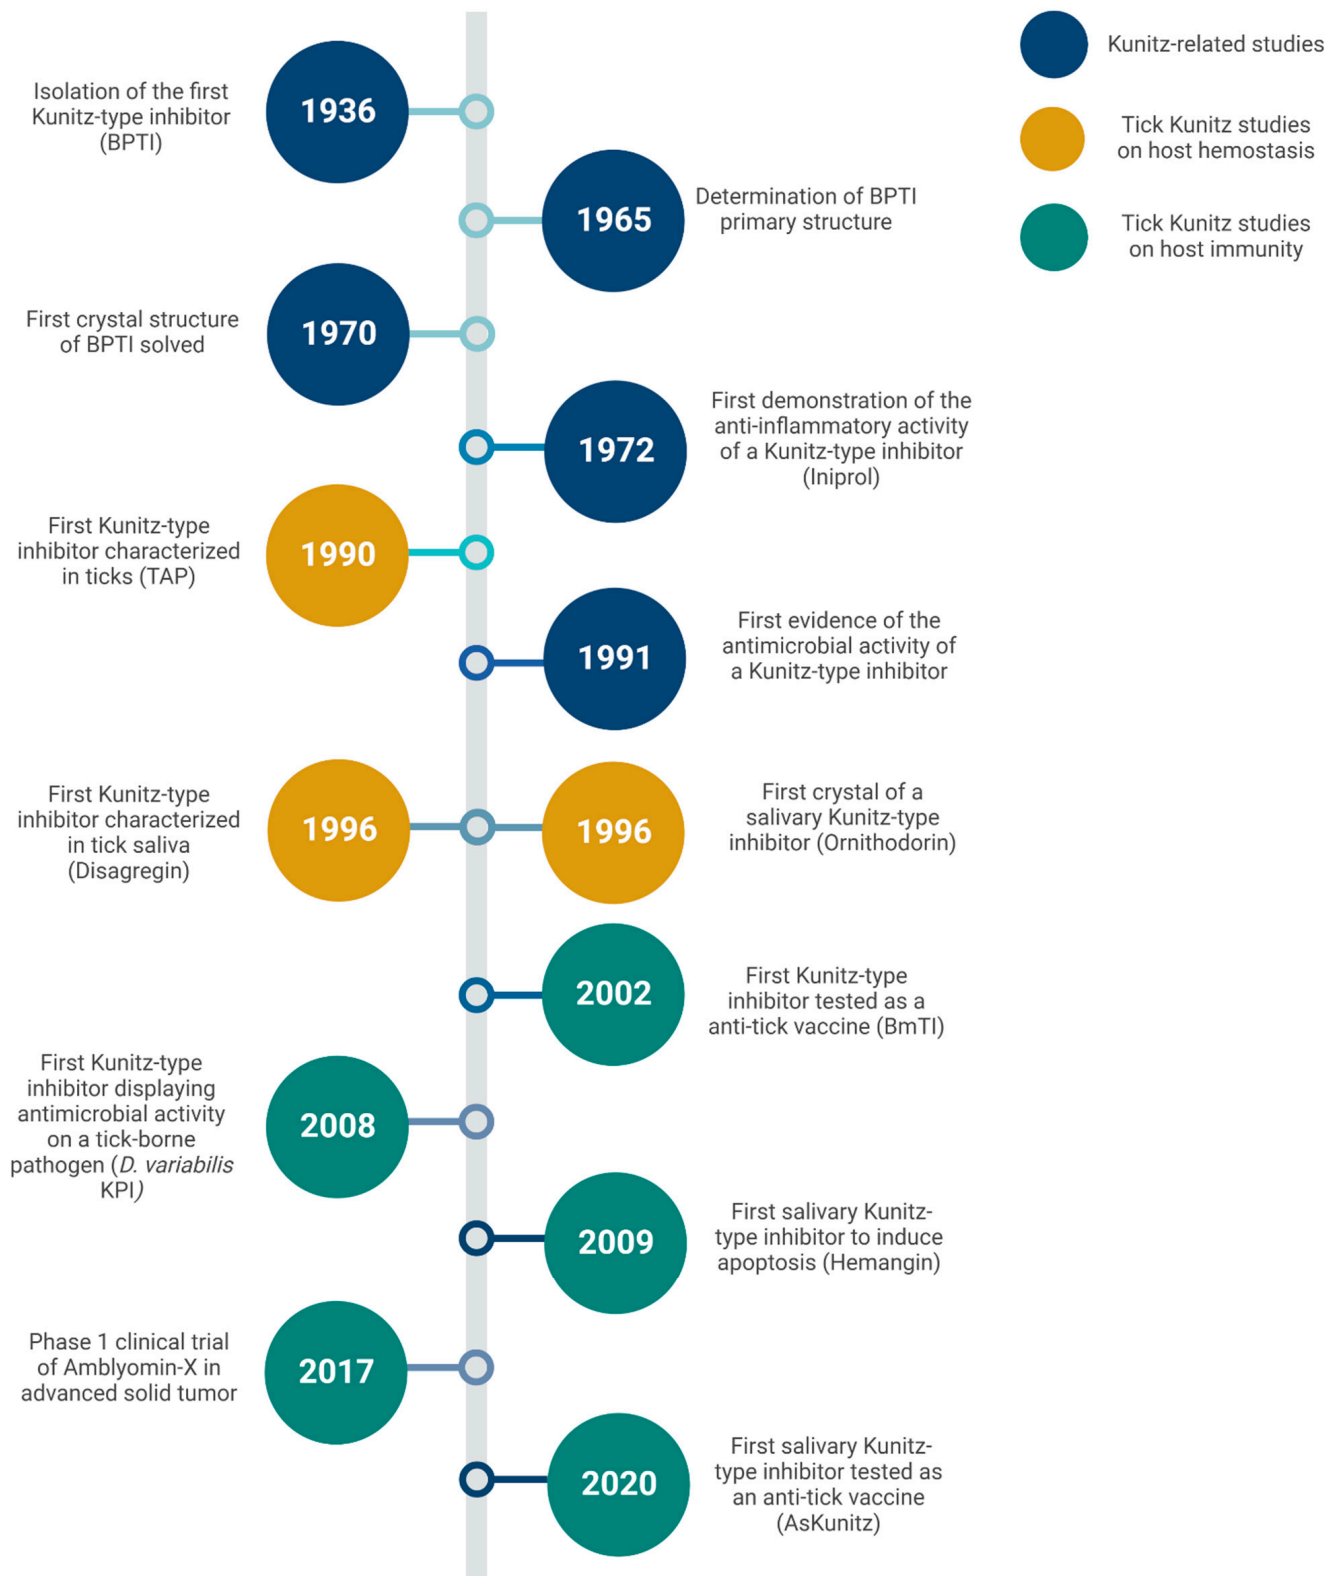 Kunitz-related studies
Tick Kunitz studies
on host hemostasis
Tick Kunitz studies
on host immunity
Isolation of the first
Kunitz-type inhibitor
(BPTI)
1936
1965
Determination of BPTI
primary structure
First crystal structure
of BPTI solved
1970
1972
First demonstration of the
anti-inflammatory activity
of a Kunitz-type inhibitor
(Iniprol)
First Kunitz-type
inhibitor characterized
in ticks (TAP)
1990
1991
First evidence of the
antimicrobial activity of
a Kunitz-type inhibitor
First Kunitz-type
inhibitor characterized
in tick saliva
(Disagregin)
1996
1996
First crystal of a
salivary Kunitz-type
inhibitor (Ornithodorin)
2002
First Kunitz-type
inhibitor tested as a
anti-tick vaccine (BmTI)
First Kunitz-type
inhibitor displaying
antimicrobial activity
on a tick-borne
pathogen (D. variabilis
KPI)
2008
2009
First salivary Kunitz-
type inhibitor to induce
apoptosis (Hemangin)
Phase 1 clinical trial
of Amblyomin-X in
advanced solid tumor
2017
2020
First salivary Kunitz-
type inhibitor tested as
an anti-tick vaccine
(AsKunitz)